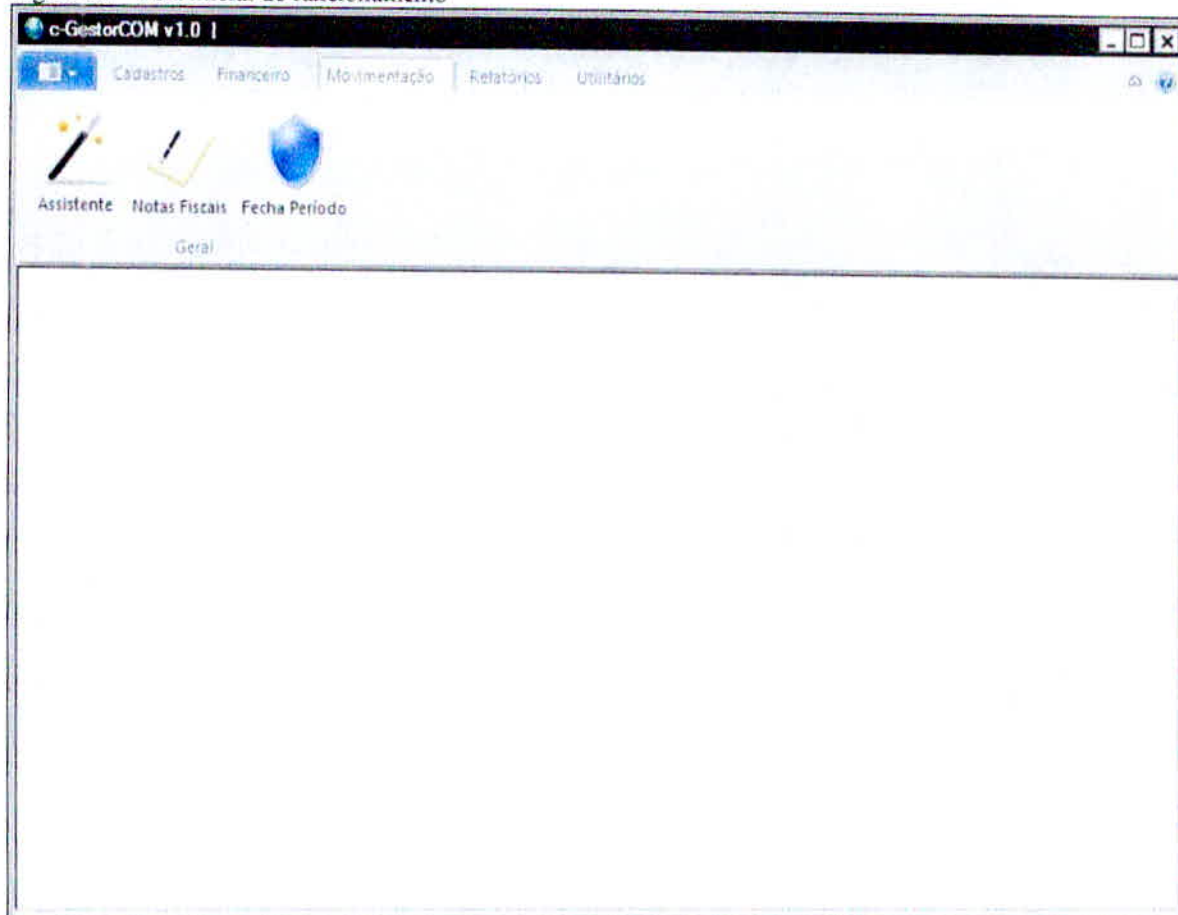 c-GestorCOM v1.0 |
Cadastros Financeiro Movimentação Relatórios Utilitários
Assistente Notas Fiscais Fecha Período
Geral